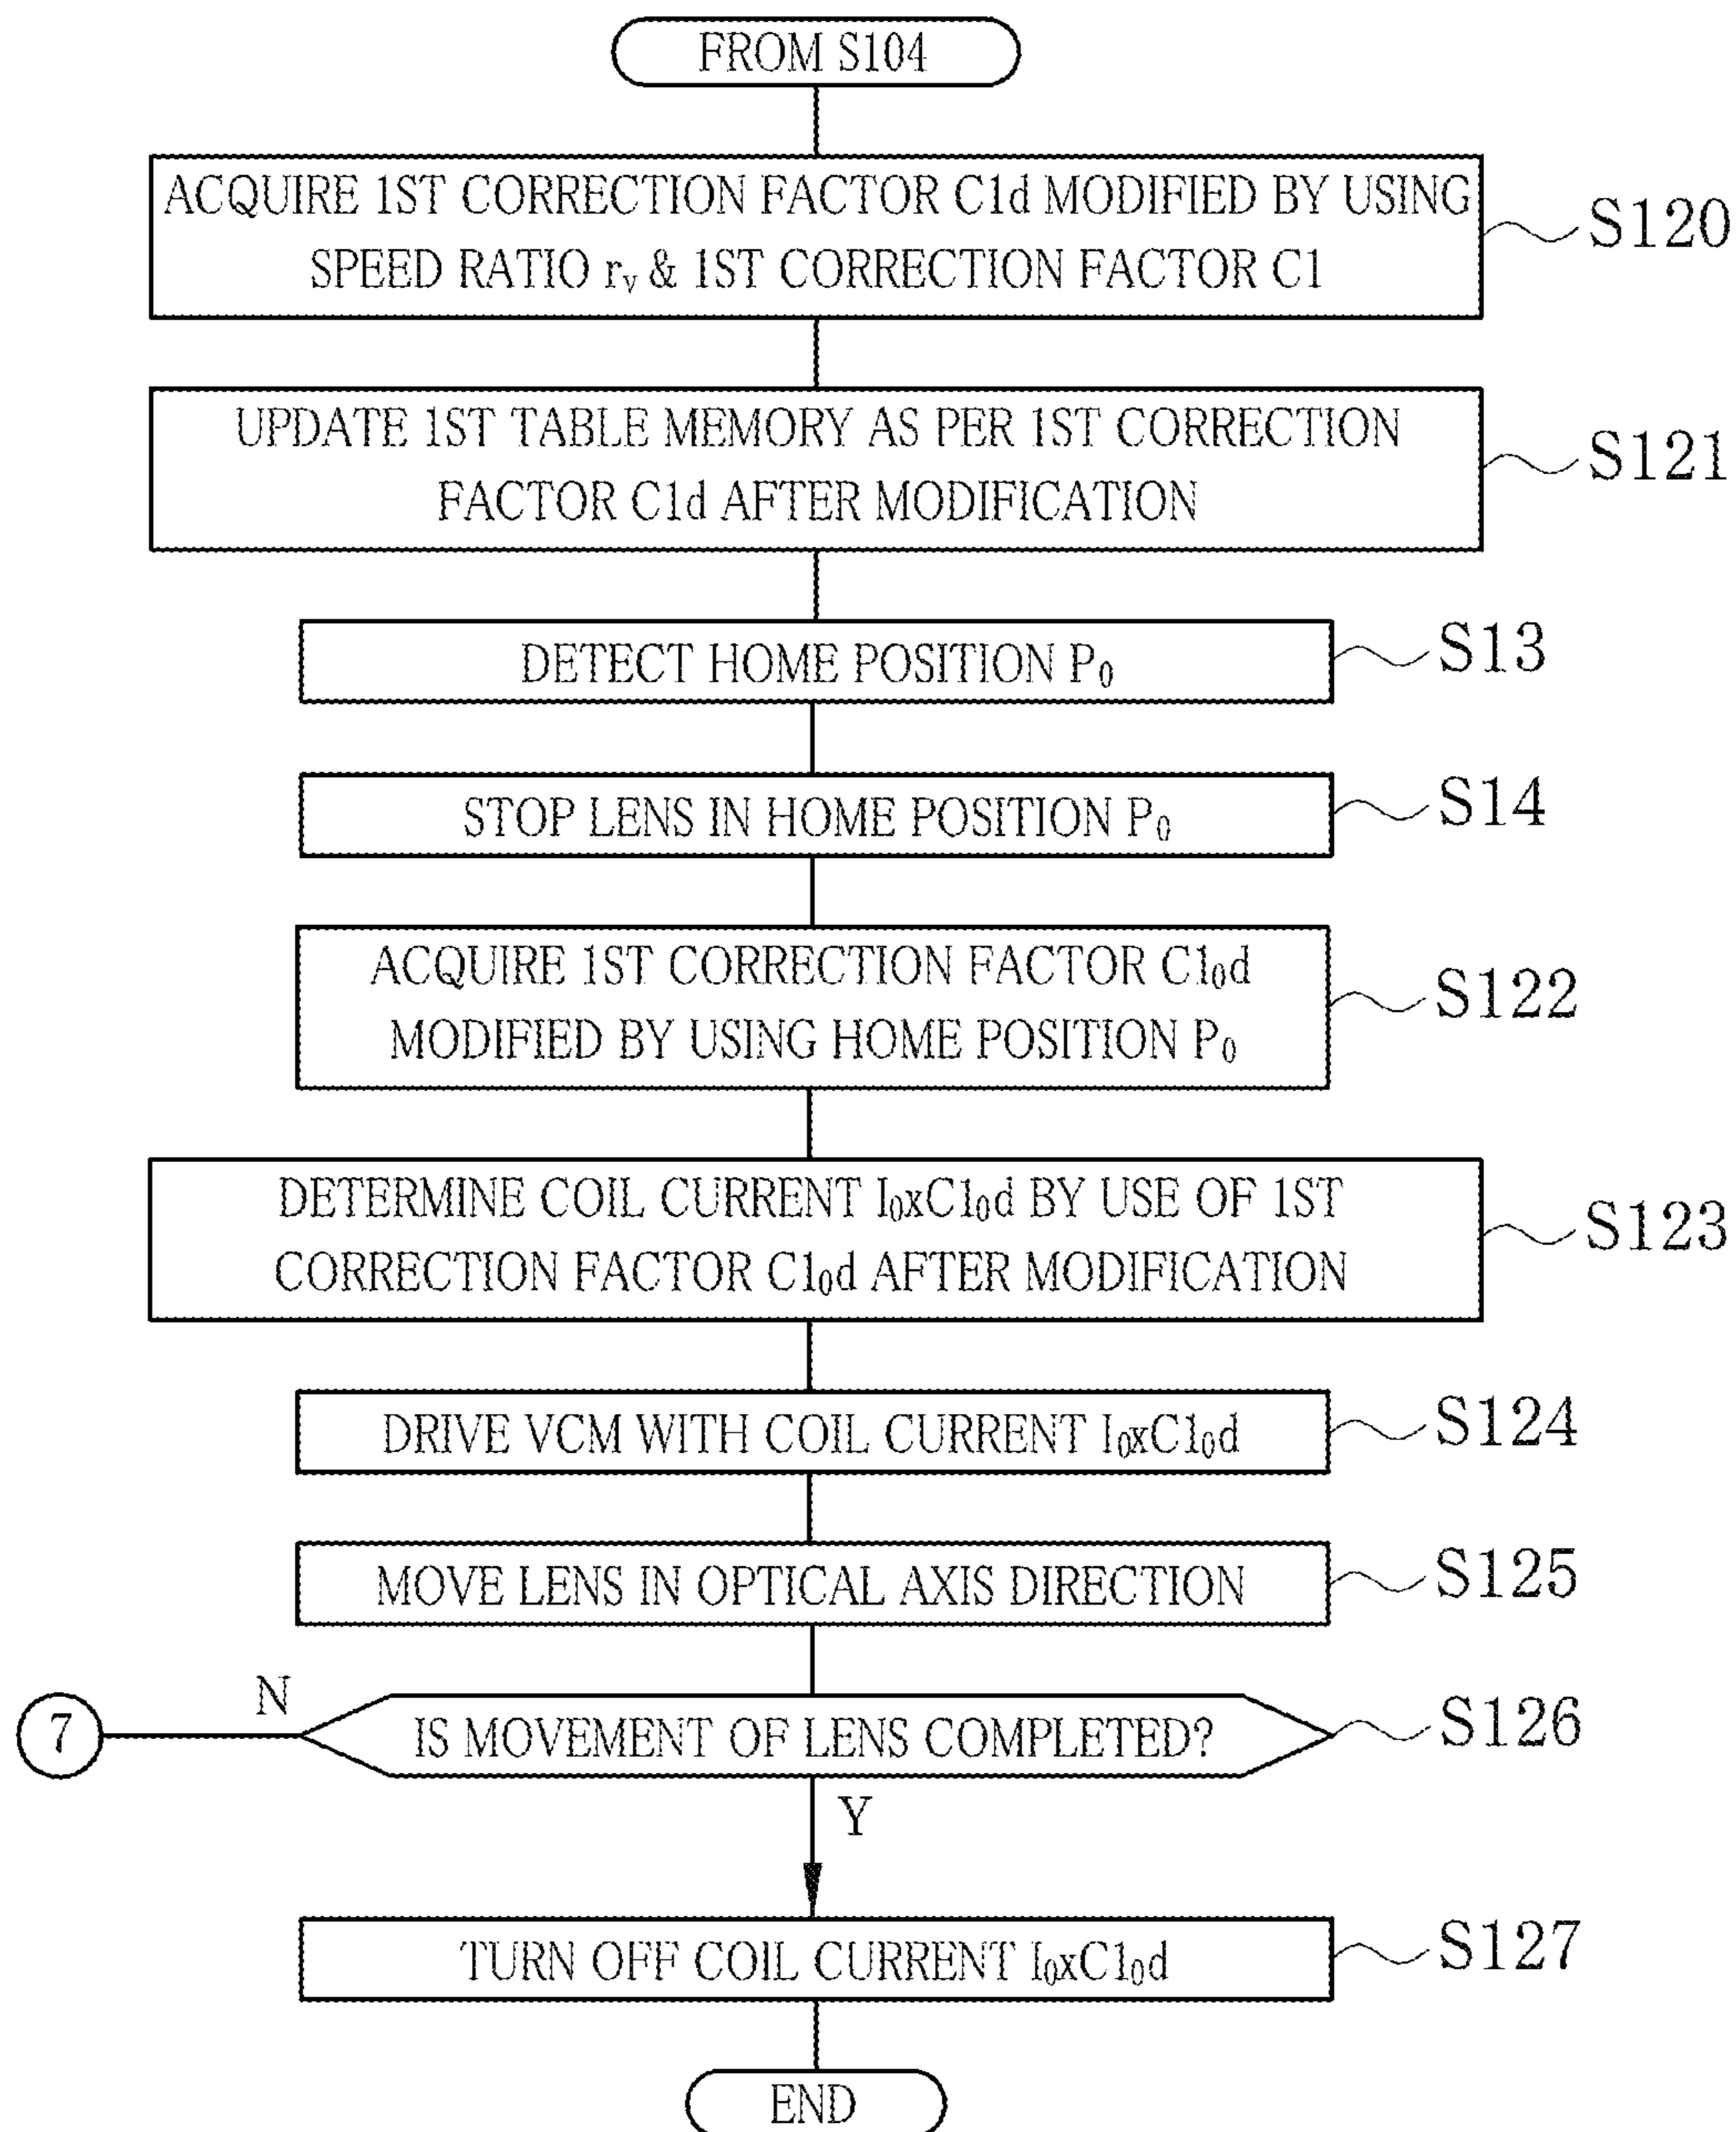 FROM S104
ACQUIRE 1ST CORRECTION FACTOR C1d MODIFIED BY USING
SPEED RATIO rᵥ & 1ST CORRECTION FACTOR C1
S120
UPDATE 1ST TABLE MEMORY AS PER 1ST CORRECTION
FACTOR C1d AFTER MODIFICATION
S121
DETECT HOME POSITION P₀
S13
STOP LENS IN HOME POSITION P₀
S14
ACQUIRE 1ST CORRECTION FACTOR C1₀d
MODIFIED BY USING HOME POSITION P₀
S122
DETERMINE COIL CURRENT I₀xC1₀d BY USE OF 1ST
CORRECTION FACTOR C1₀d AFTER MODIFICATION
S123
DRIVE VCM WITH COIL CURRENT I₀xC1₀d
S124
MOVE LENS IN OPTICAL AXIS DIRECTION
S125
7
N
IS MOVEMENT OF LENS COMPLETED?
S126
Y
TURN OFF COIL CURRENT I₀xC1₀d
S127
END